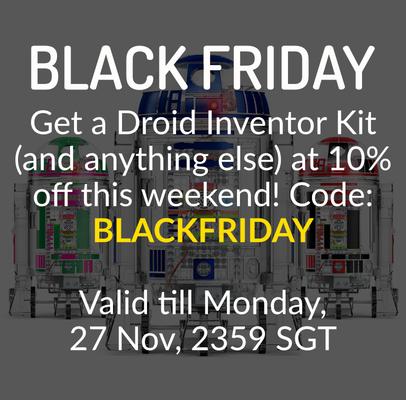 BLACK FRIDAY
Get a Droid Inventor Kit
(and anything else) at 10%
off this weekend! Code:
BLACKFRIDAY
Valid till Monday,
27 Nov, 2359 SGT